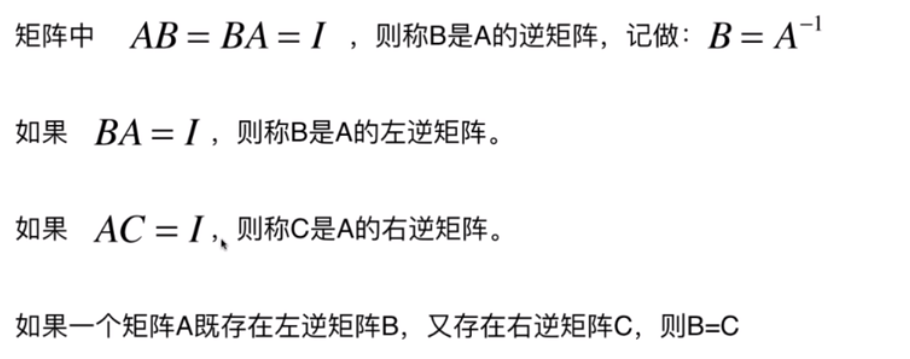 矩阵中 AB = BA = I ，则称B是A的逆矩阵，记做：B = A⁻¹
如果 BA = I ，则称B是A的左逆矩阵。
如果 AC = I ，则称C是A的右逆矩阵。
如果一个矩阵A既存在左逆矩阵B，又存在右逆矩阵C，则B=C